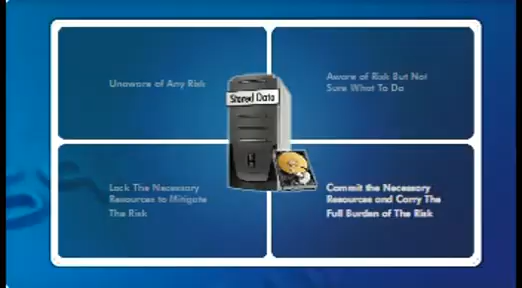 Unaware of Any Risk
Aware of Risk But Not
Sure What To Do
Stored Data
Lack The Necessary
Resources to Mitigate
The Risk
Commit the Necessary
Resources and Carry The
Full Burden of The Risk